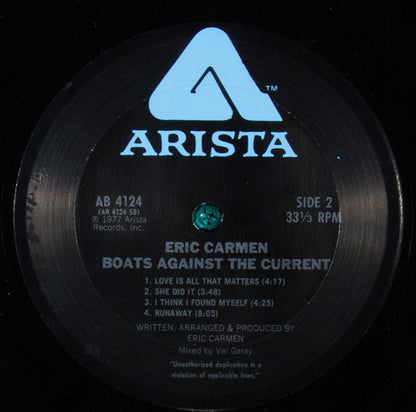 TM
ARISTA
AB 4124
(AB 4124 SB)
℗ 1977 Arista
Records, Inc.
SIDE 2
33⅓ RPM
ERIC CARMEN
BOATS AGAINST THE CURRENT
1. LOVE IS ALL THAT MATTERS (4:17)
2. SHE DID IT (3:48)
3. I THINK I FOUND MYSELF (4:25)
4. RUNAWAY (8:05)
WRITTEN, ARRANGED & PRODUCED BY
ERIC CARMEN
Mixed by Val Garay
"Unauthorized duplication is a
violation of applicable laws."